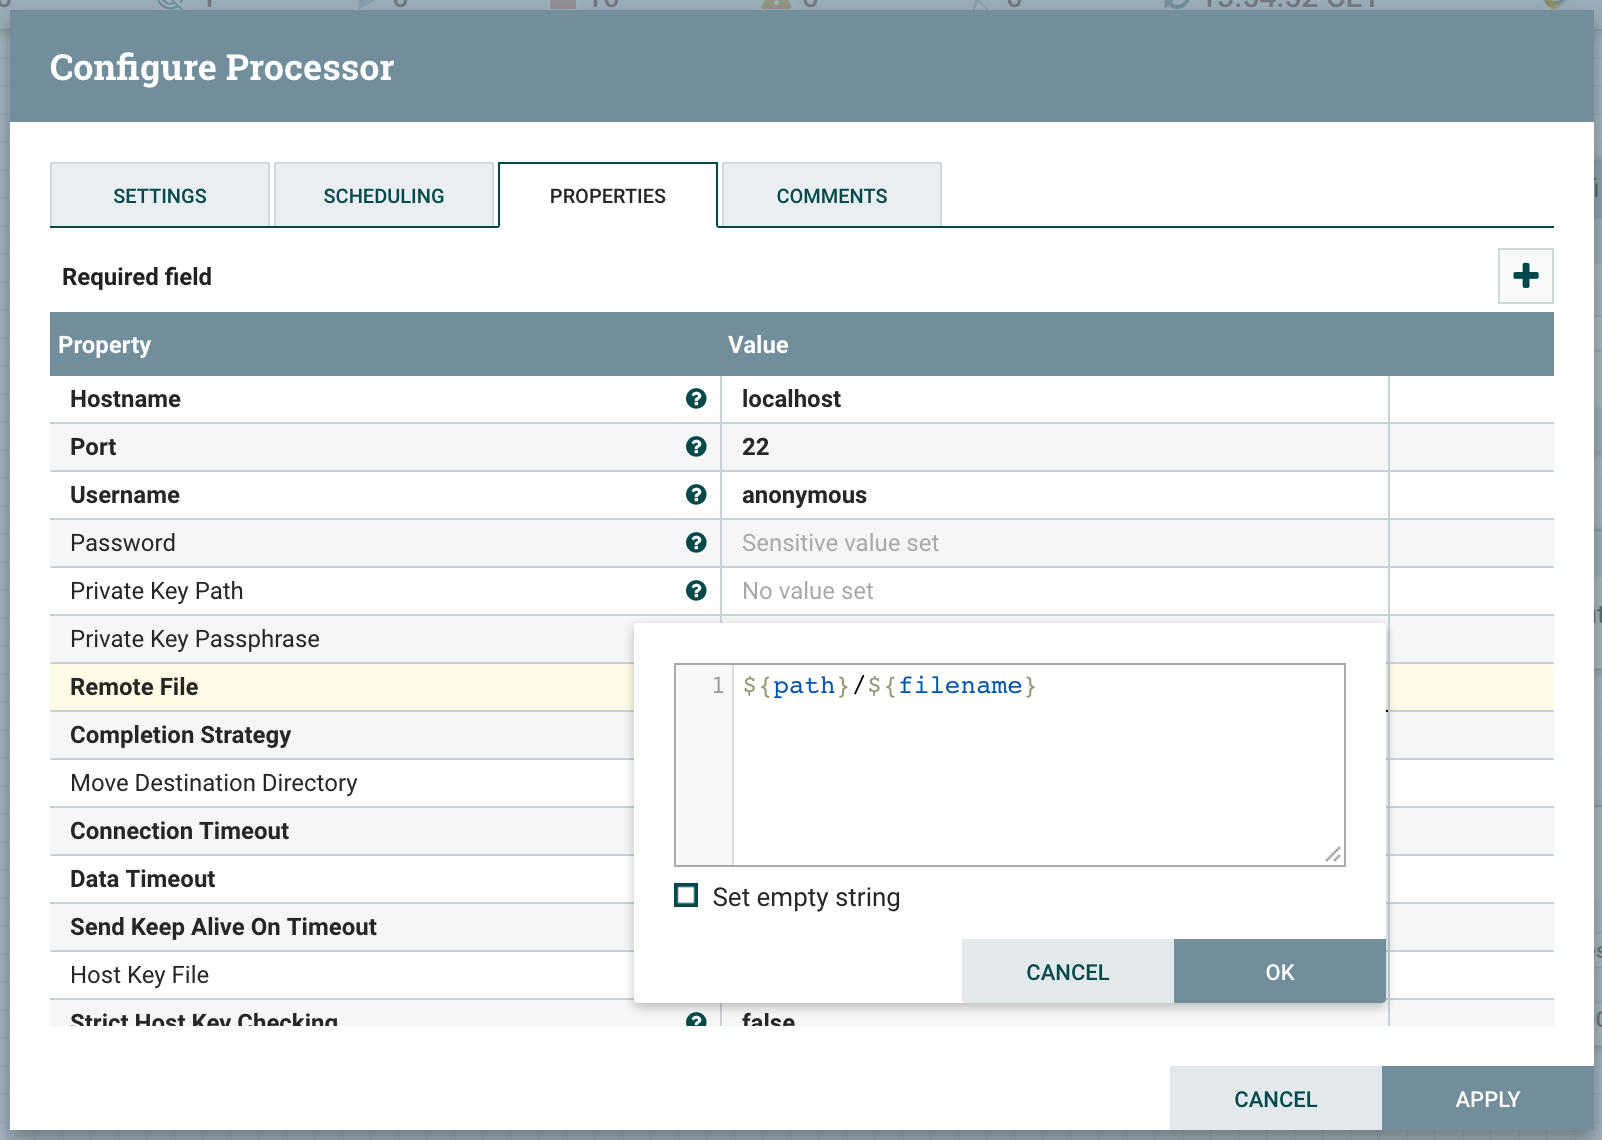 Configure Processor
SETTINGS SCHEDULING PROPERTIES COMMENTS
Required field
Property Value
Hostname localhost
Port 22
Username anonymous
Password Sensitive value set
Private Key Path No value set
Private Key Passphrase
Remote File
1 ${path}/${filename}
Completion Strategy
Move Destination Directory
Connection Timeout
Data Timeout
Set empty string
Send Keep Alive On Timeout
Host Key File
CANCEL OK
Strict Host Key Checking false
CANCEL APPLY